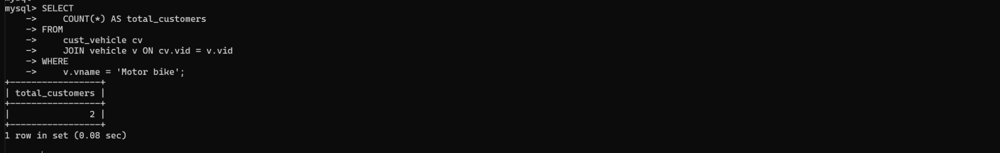 mysql> SELECT
    ->     COUNT(*) AS total_customers
    -> FROM
    ->     cust_vehicle cv
    ->     JOIN vehicle v ON cv.vid = v.vid
    -> WHERE
    ->     v.vname = 'Motor bike';
+-----------------+
| total_customers |
+-----------------+
|               2 |
+-----------------+
1 row in set (0.08 sec)